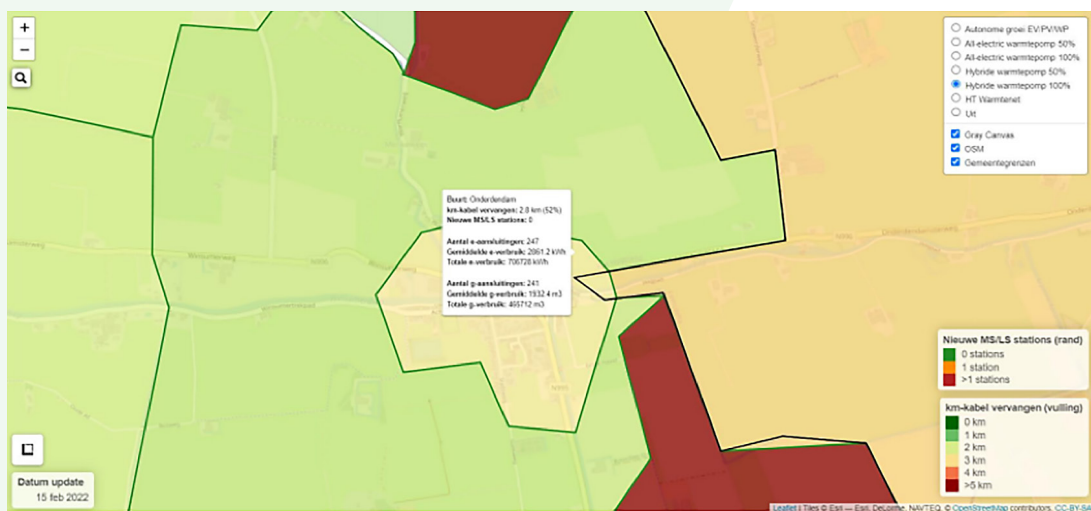 +
−
Autonome groei EV/PV/WP
All-electric warmtepomp 50%
All-electric warmtepomp 100%
Hybride warmtepomp 50%
Hybride warmtepomp 100%
HT Warmtenet
Uit
Gray Canvas
OSM
Gemeentegrenzen
Buurt: Onderdendam
km-kabel vervangen: 2,8 km (52%)
Nieuwe MS/LS stations: 0
Aantal e-aansluitingen: 247
Gemiddelde e-verbruik: 2861.2 kWh
Totale e-verbruik: 706728 kWh
Aantal g-aansluitingen: 241
Gemiddelde g-verbruik: 1932.4 m3
Totale g-verbruik: 465712 m3
Nieuwe MS/LS stations (rand)
0 stations
1 station
>1 stations
km-kabel vervangen (vulling)
0 km
1 km
2 km
3 km
4 km
>5 km
Datum update
15 feb 2022
Leaflet | Tiles © Esri — Esri, DeLorme, NAVTEQ, © OpenStreetMap contributors, CC-BY-SA